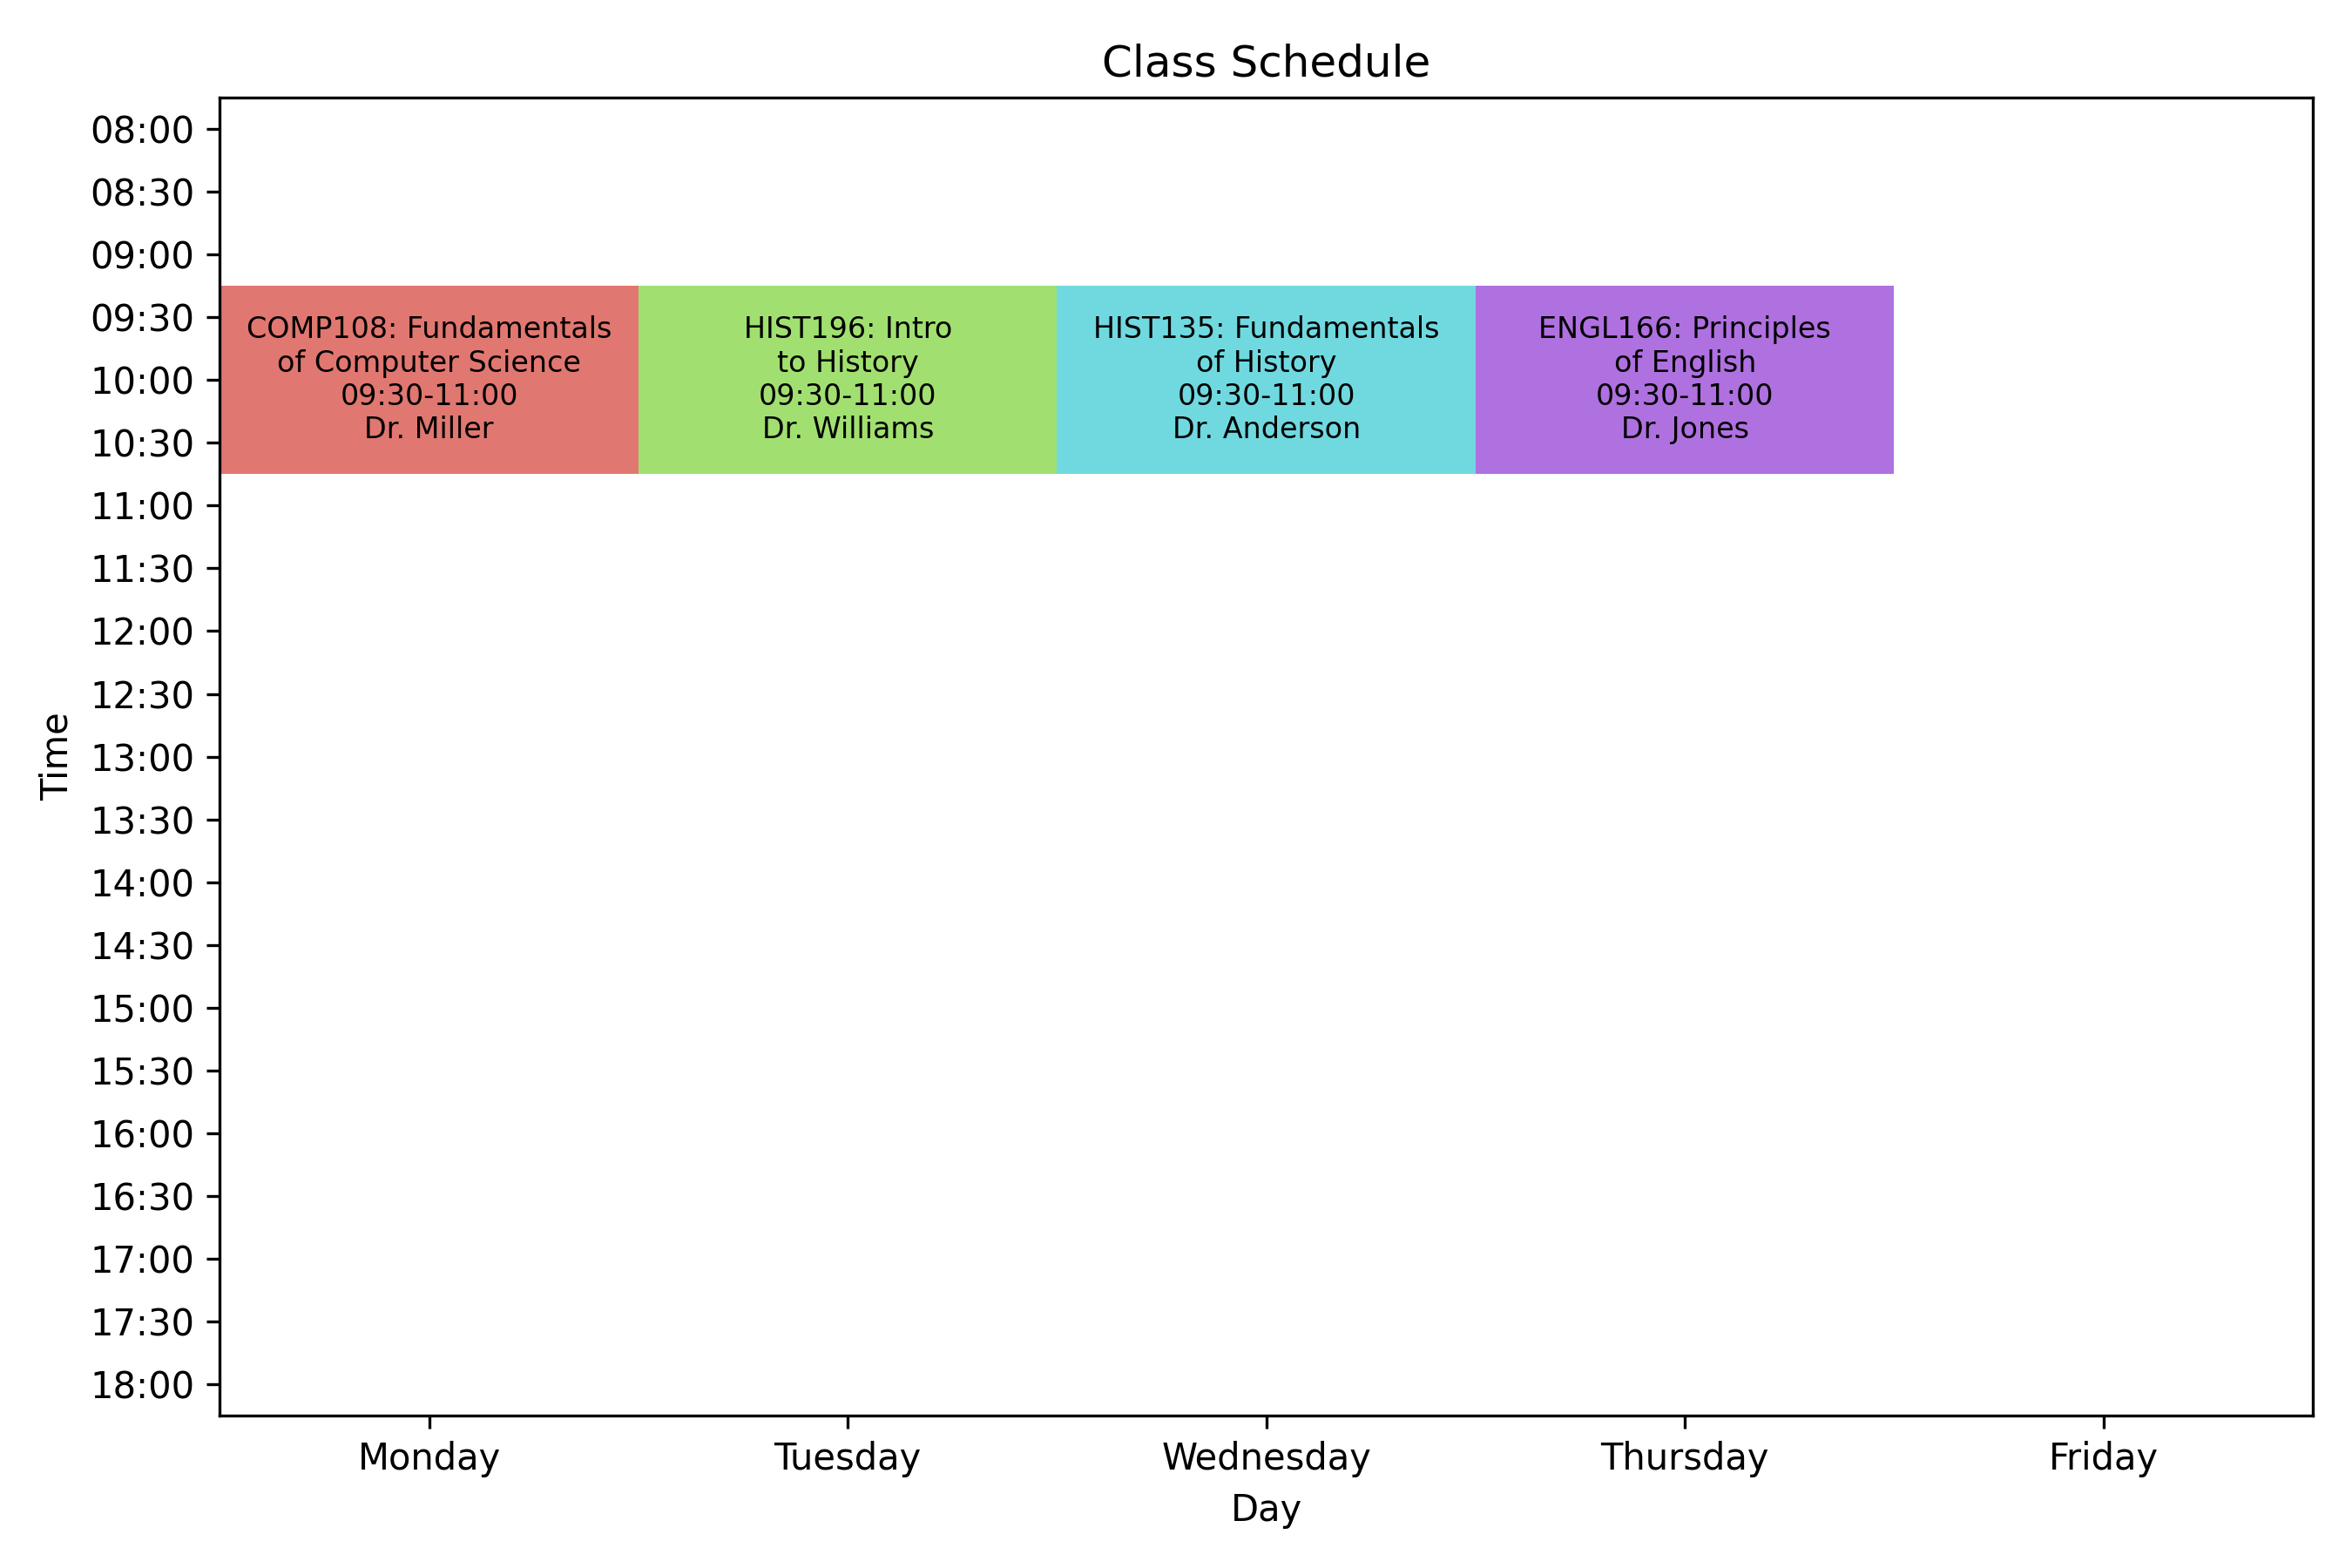 Class Schedule
08:00
08:30
09:00
09:30
10:00
10:30
11:00
11:30
12:00
12:30
13:00
13:30
14:00
14:30
15:00
15:30
16:00
16:30
17:00
17:30
18:00
Time
COMP108: Fundamentals
of Computer Science
09:30-11:00
Dr. Miller
HIST196: Intro
to History
09:30-11:00
Dr. Williams
HIST135: Fundamentals
of History
09:30-11:00
Dr. Anderson
ENGL166: Principles
of English
09:30-11:00
Dr. Jones
Monday
Tuesday
Wednesday
Thursday
Friday
Day